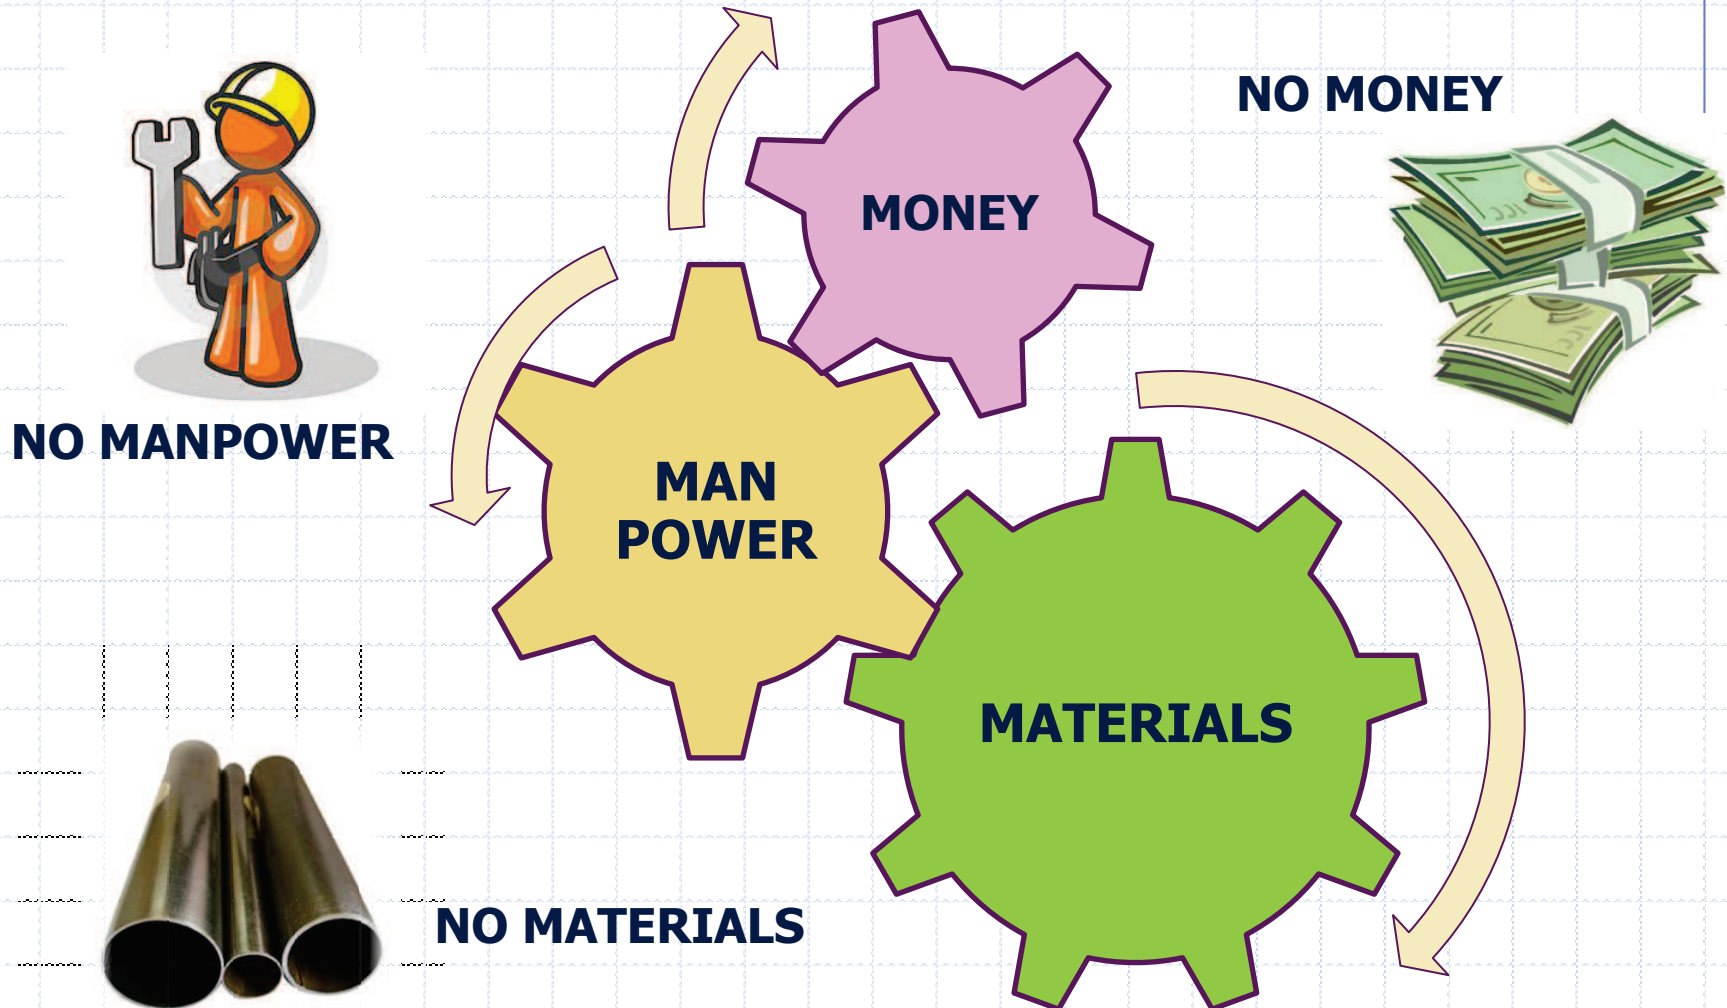 NO MONEY
MONEY
NO MANPOWER
MAN
POWER
MATERIALS
NO MATERIALS